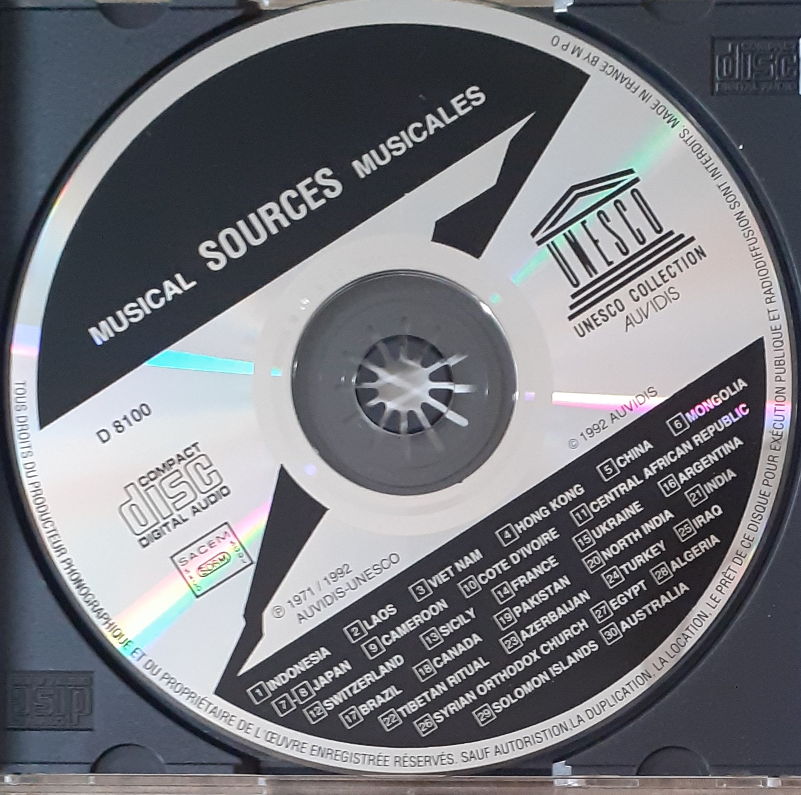 MUSICAL SOURCES MUSICALES
UNESCO
UNESCO COLLECTION
AUVIDIS
D 8100
COMPACT
disc
DIGITAL AUDIO
SACEM
© 1992 AUVIDIS
℗ 1971 / 1992
AUVIDIS-UNESCO
1 INDONESIA 2 LAOS 3 VIET NAM 4 HONG KONG 5 CHINA 6 MONGOLIA
7 - 8 JAPAN 9 CAMEROON 10 COTE D'IVOIRE 11 CENTRAL AFRICAN REPUBLIC
12 SWITZERLAND 13 SICILY 14 FRANCE 15 UKRAINE 16 ARGENTINA
17 BRAZIL 18 CANADA 19 PAKISTAN 20 NORTH INDIA 21 INDIA
22 TIBETAN RITUAL 23 AZERBAIJAN 24 TURKEY 25 IRAQ
26 SYRIAN ORTHODOX CHURCH 27 EGYPT 28 ALGERIA
29 SOLOMON ISLANDS 30 AUSTRALIA
TOUS DROITS DU PRODUCTEUR PHONOGRAPHIQUE ET DU PROPRIÉTAIRE DE L'ŒUVRE ENREGISTRÉE RÉSERVÉS. SAUF AUTORISTION,LA DUPLICATION, LA LOCATION, LE PRÊT DE CE DISQUE POUR EXÉCUTION PUBLIQUE ET RADIODIFFUSION SONT INTERDITS. MADE IN FRANCE BY M P O
COMPACT
disc
DIGITAL AUDIO